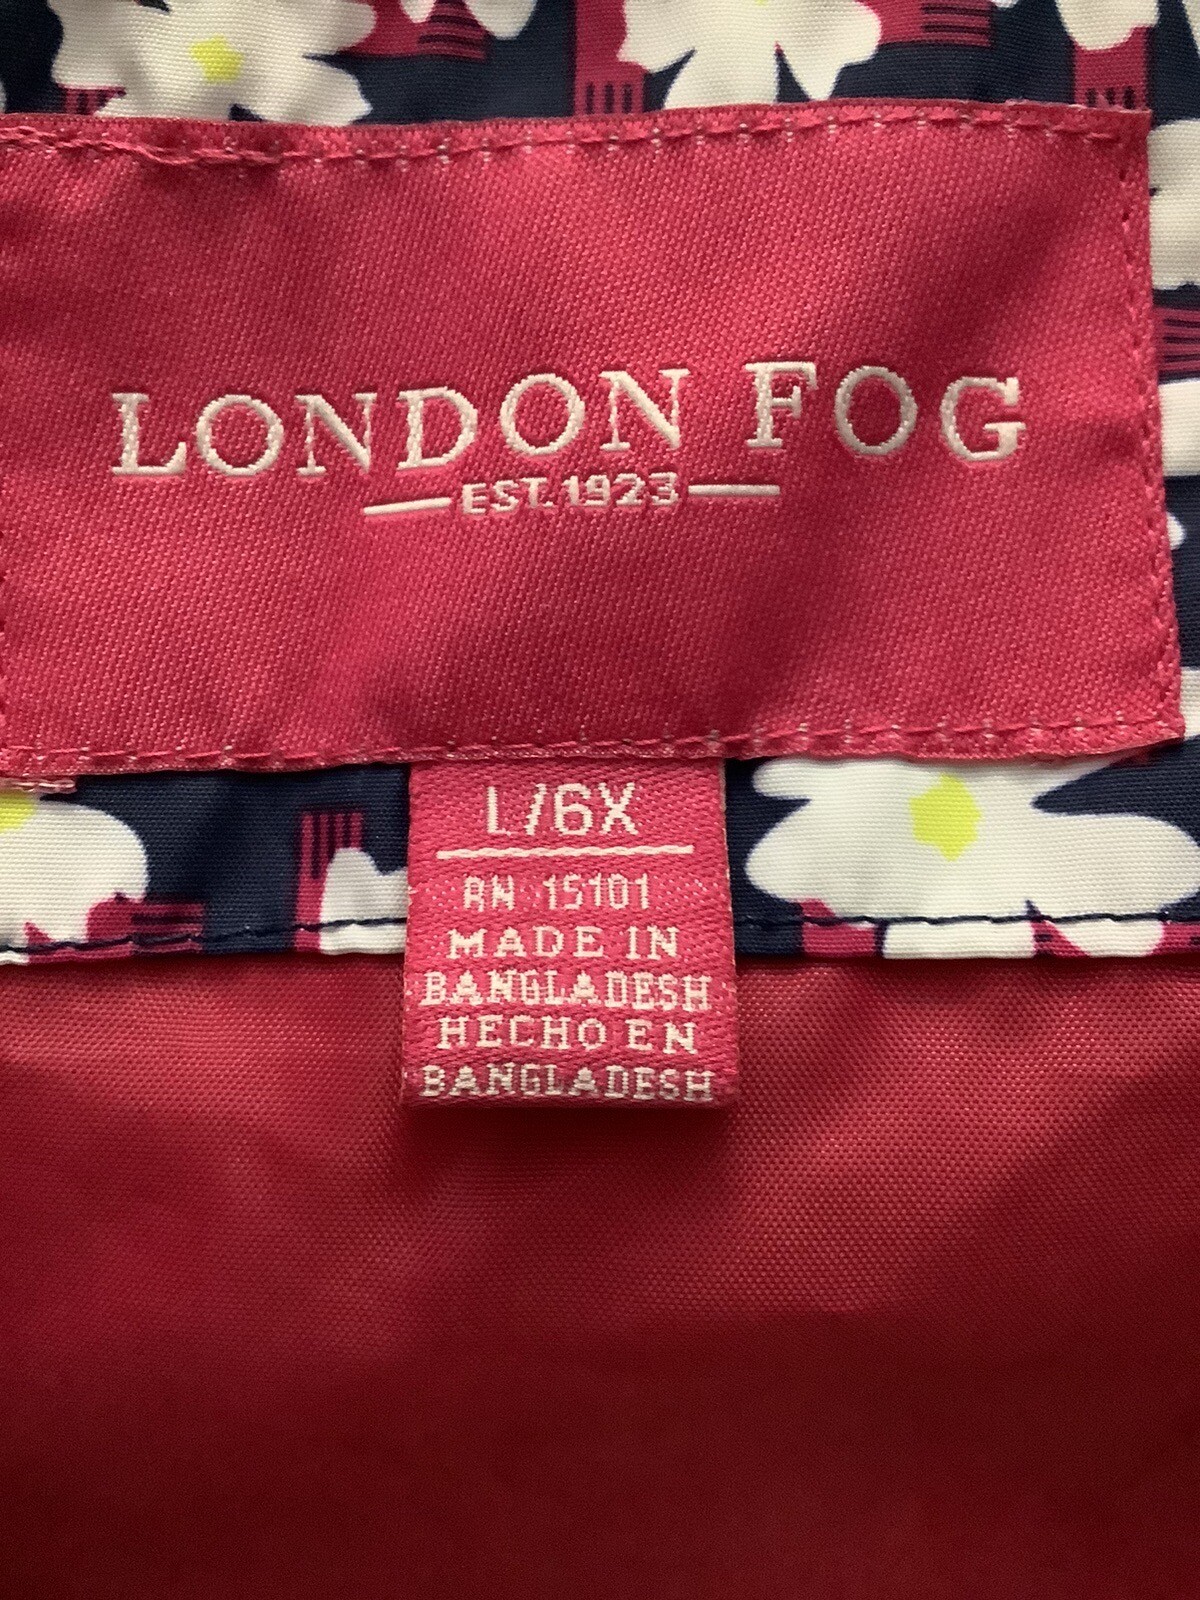 LONDON FOG
EST. 1923
L/6X
RN 15101
MADE IN
BANGLADESH
HECHO EN
BANGLADESH